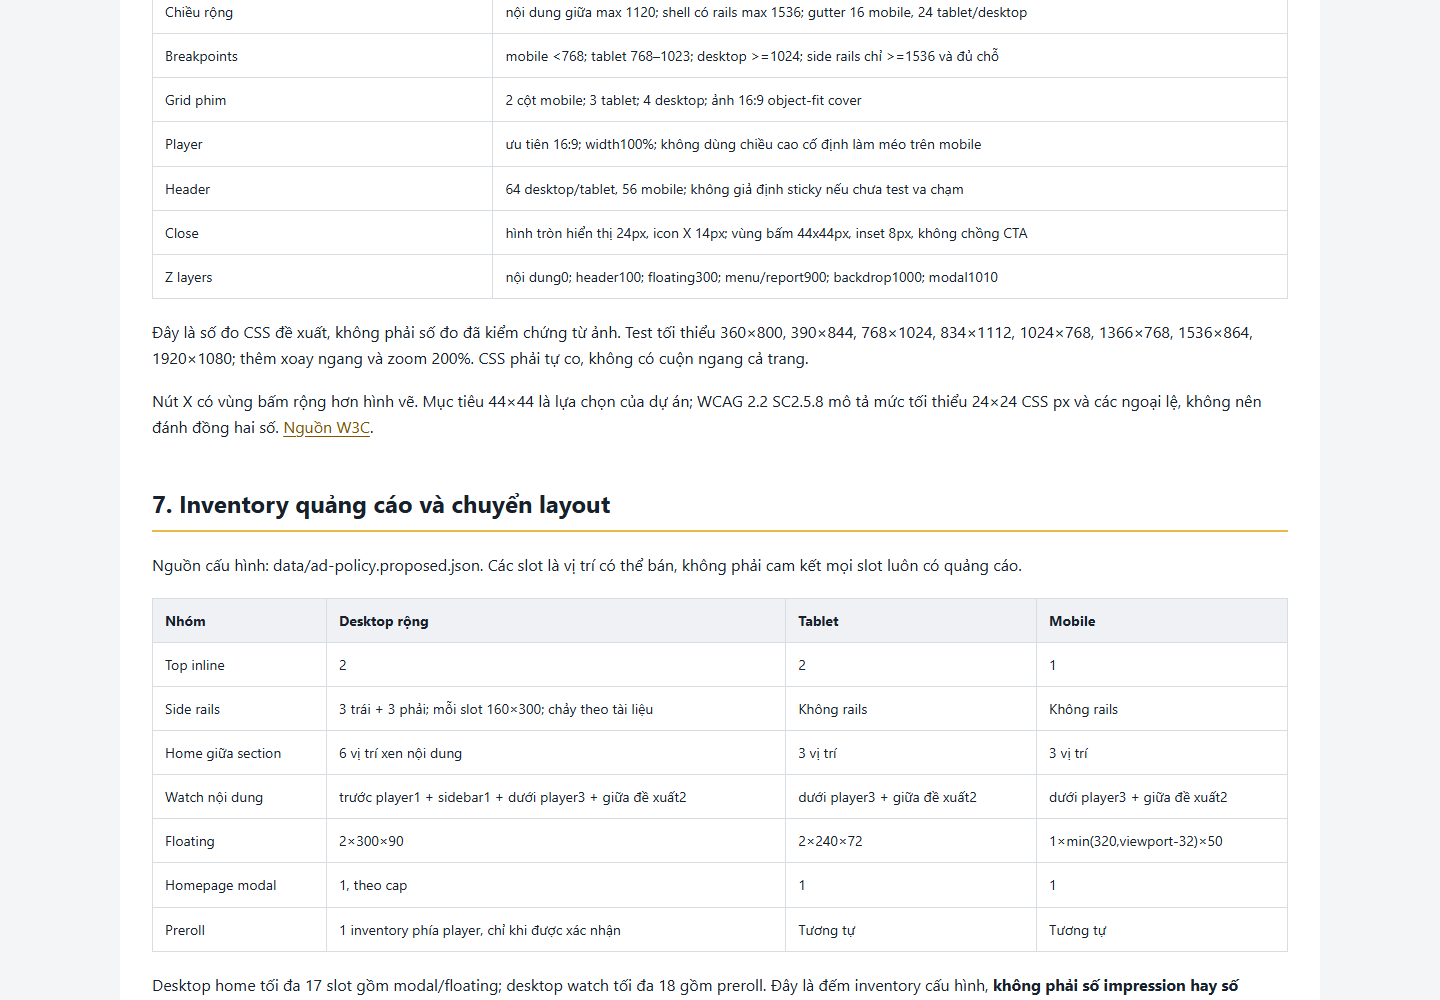 Chiều rộng	nội dung giữa max 1120; shell có rails max 1536; gutter 16 mobile, 24 tablet/desktop
Breakpoints	mobile <768; tablet 768–1023; desktop >=1024; side rails chỉ >=1536 và đủ chỗ
Grid phim	2 cột mobile; 3 tablet; 4 desktop; ảnh 16:9 object-fit cover
Player	ưu tiên 16:9; width100%; không dùng chiều cao cố định làm méo trên mobile
Header	64 desktop/tablet, 56 mobile; không giả định sticky nếu chưa test va chạm
Close	hình tròn hiển thị 24px, icon X 14px; vùng bấm 44x44px, inset 8px, không chồng CTA
Z layers	nội dung0; header100; floating300; menu/report900; backdrop1000; modal1010
Đây là số đo CSS đề xuất, không phải số đo đã kiểm chứng từ ảnh. Test tối thiểu 360×800, 390×844, 768×1024, 834×1112, 1024×768, 1366×768, 1536×864,
1920×1080; thêm xoay ngang và zoom 200%. CSS phải tự co, không có cuộn ngang cả trang.
Nút X có vùng bấm rộng hơn hình vẽ. Mục tiêu 44×44 là lựa chọn của dự án; WCAG 2.2 SC2.5.8 mô tả mức tối thiểu 24×24 CSS px và các ngoại lệ, không nên
đánh đồng hai số. Nguồn W3C.
7. Inventory quảng cáo và chuyển layout
Nguồn cấu hình: data/ad-policy.proposed.json. Các slot là vị trí có thể bán, không phải cam kết mọi slot luôn có quảng cáo.
Nhóm	Desktop rộng	Tablet	Mobile
Top inline	2	2	1
Side rails	3 trái + 3 phải; mỗi slot 160×300; chảy theo tài liệu	Không rails	Không rails
Home giữa section	6 vị trí xen nội dung	3 vị trí	3 vị trí
Watch nội dung	trước player1 + sidebar1 + dưới player3 + giữa đề xuất2	dưới player3 + giữa đề xuất2	dưới player3 + giữa đề xuất2
Floating	2×300×90	2×240×72	1×min(320,viewport-32)×50
Homepage modal	1, theo cap	1	1
Preroll	1 inventory phía player, chỉ khi được xác nhận	Tương tự	Tương tự
Desktop home tối đa 17 slot gồm modal/floating; desktop watch tối đa 18 gồm preroll. Đây là đếm inventory cấu hình, không phải số impression hay số